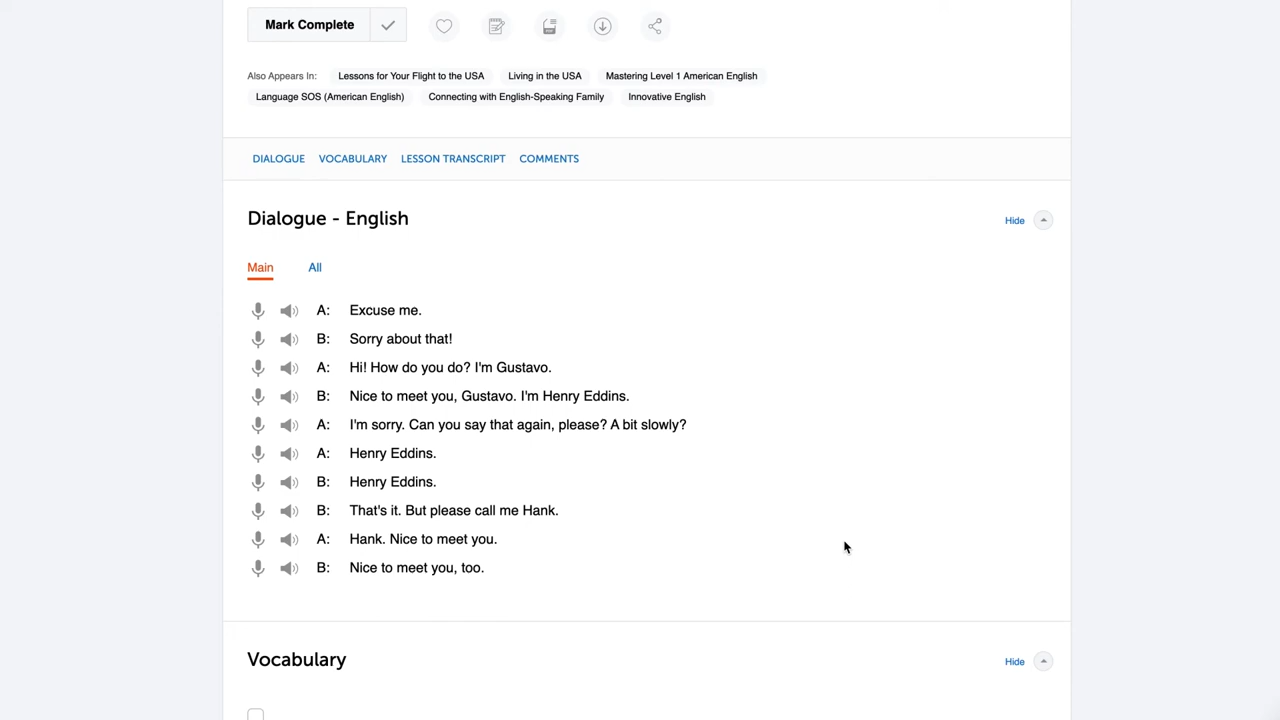 Mark Complete
Also Appears In: Lessons for Your Flight to the USA Living in the USA Mastering Level 1 American English
Language SOS (American English) Connecting with English-Speaking Family Innovative English
DIALOGUE VOCABULARY LESSON TRANSCRIPT COMMENTS
Dialogue - English Hide
Main All
A: Excuse me.
B: Sorry about that!
A: Hi! How do you do? I'm Gustavo.
B: Nice to meet you, Gustavo. I'm Henry Eddins.
A: I'm sorry. Can you say that again, please? A bit slowly?
A: Henry Eddins.
B: Henry Eddins.
B: That's it. But please call me Hank.
A: Hank. Nice to meet you.
B: Nice to meet you, too.
Vocabulary Hide